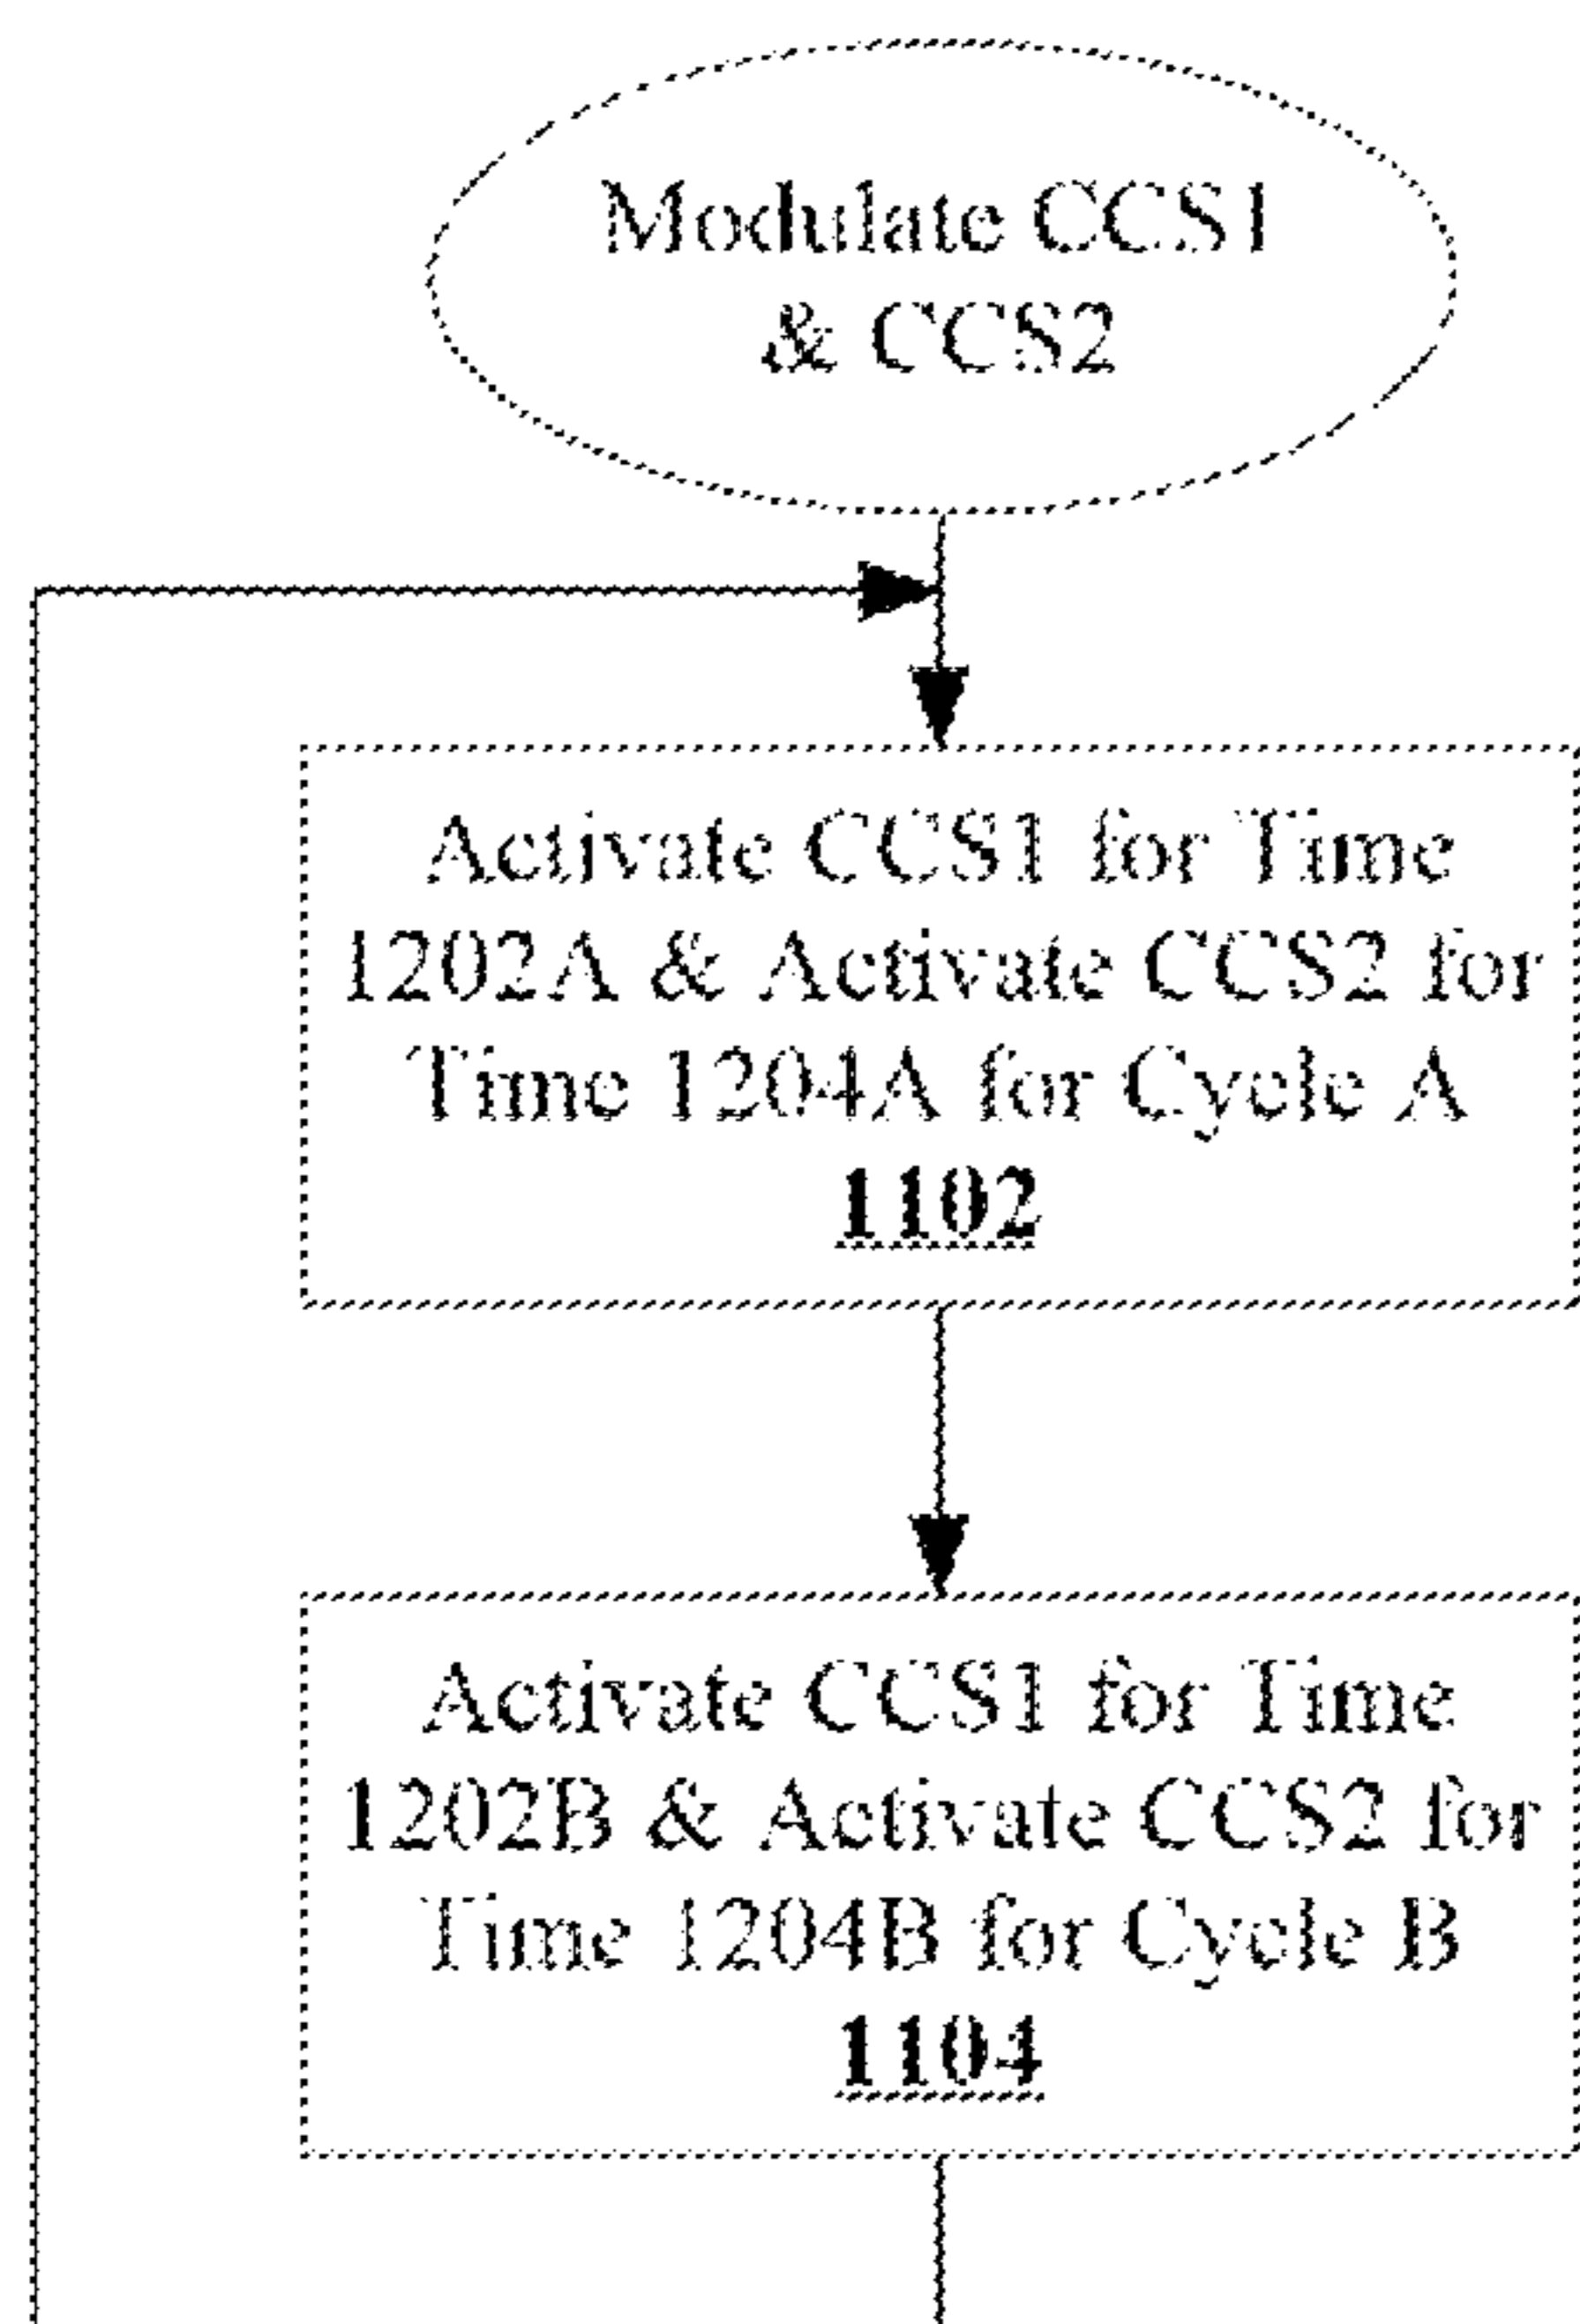 Modulate CCS1
& CCS2
Activate CCS1 for Time
1202A & Activate CCS2 for
Time 1204A for Cycle A
1102
Activate CCS1 for Time
1202B & Activate CCS2 for
Time 1204B for Cycle B
1104